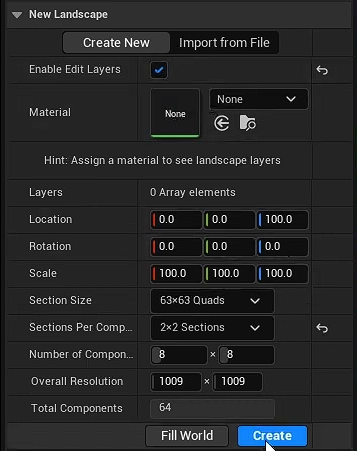 New Landscape
Create New Import from File
Enable Edit Layers
Material None None
Hint: Assign a material to see landscape layers
Layers 0 Array elements
Location 0.0 0.0 100.0
Rotation 0.0 0.0 0.0
Scale 100.0 100.0 100.0
Section Size 63×63 Quads
Sections Per Comp... 2×2 Sections
Number of Compon... 8 × 8
Overall Resolution 1009 × 1009
Total Components 64
Fill World Create